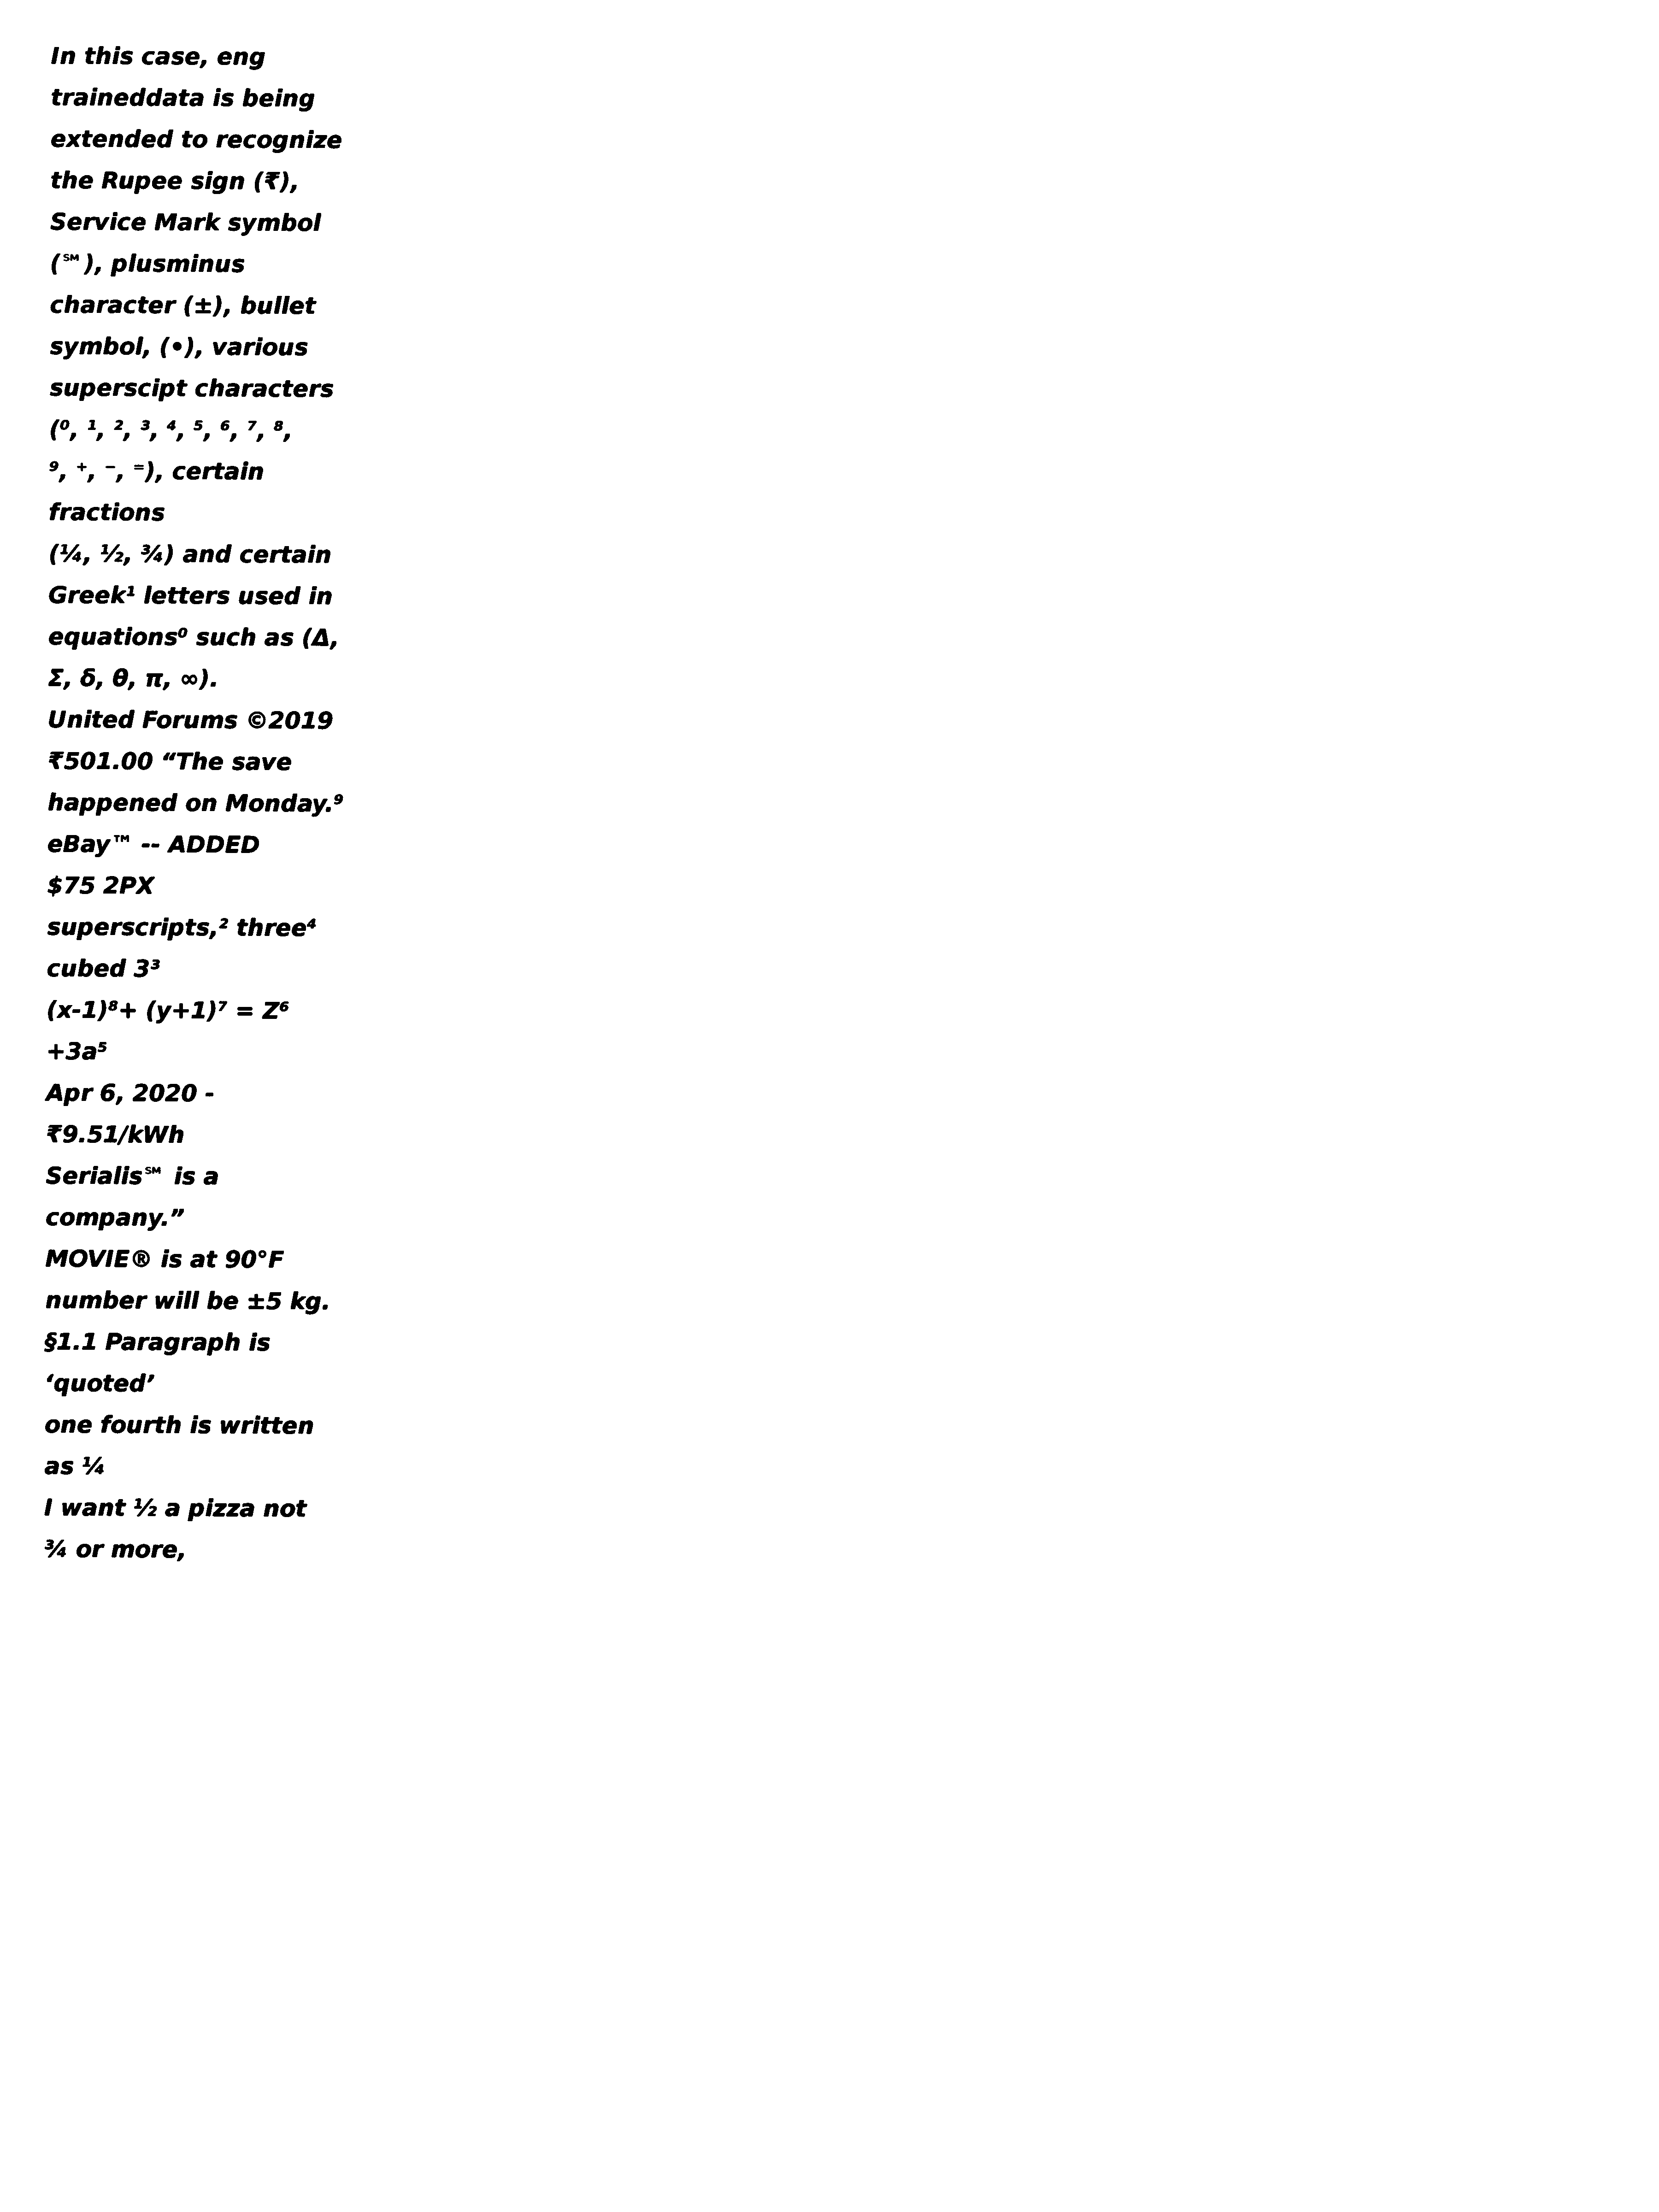 In this case, eng
traineddata is being
extended to recognize
the Rupee sign (₹),
Service Mark symbol
(℠), plusminus
character (±), bullet
symbol, (•), various
superscipt characters
(⁰, ¹, ², ³, ⁴, ⁵, ⁶, ⁷, ⁸,
⁹, ⁺, ⁻, ⁼), certain
fractions
(¼, ½, ¾) and certain
Greek¹ letters used in
equations⁰ such as (Δ,
Σ, δ, θ, π, ∞).
United Forums ©2019
₹501.00 “The save
happened on Monday.⁹
eBay™ -- ADDED
$75 2PX
superscripts,² three⁴
cubed 3³
(x-1)⁸+ (y+1)⁷ = Z⁶
+3a⁵
Apr 6, 2020 -
₹9.51/kWh
Serialis℠ is a
company.”
MOVIE® is at 90°F
number will be ±5 kg.
§1.1 Paragraph is
‘quoted’
one fourth is written
as ¼
I want ½ a pizza not
¾ or more,